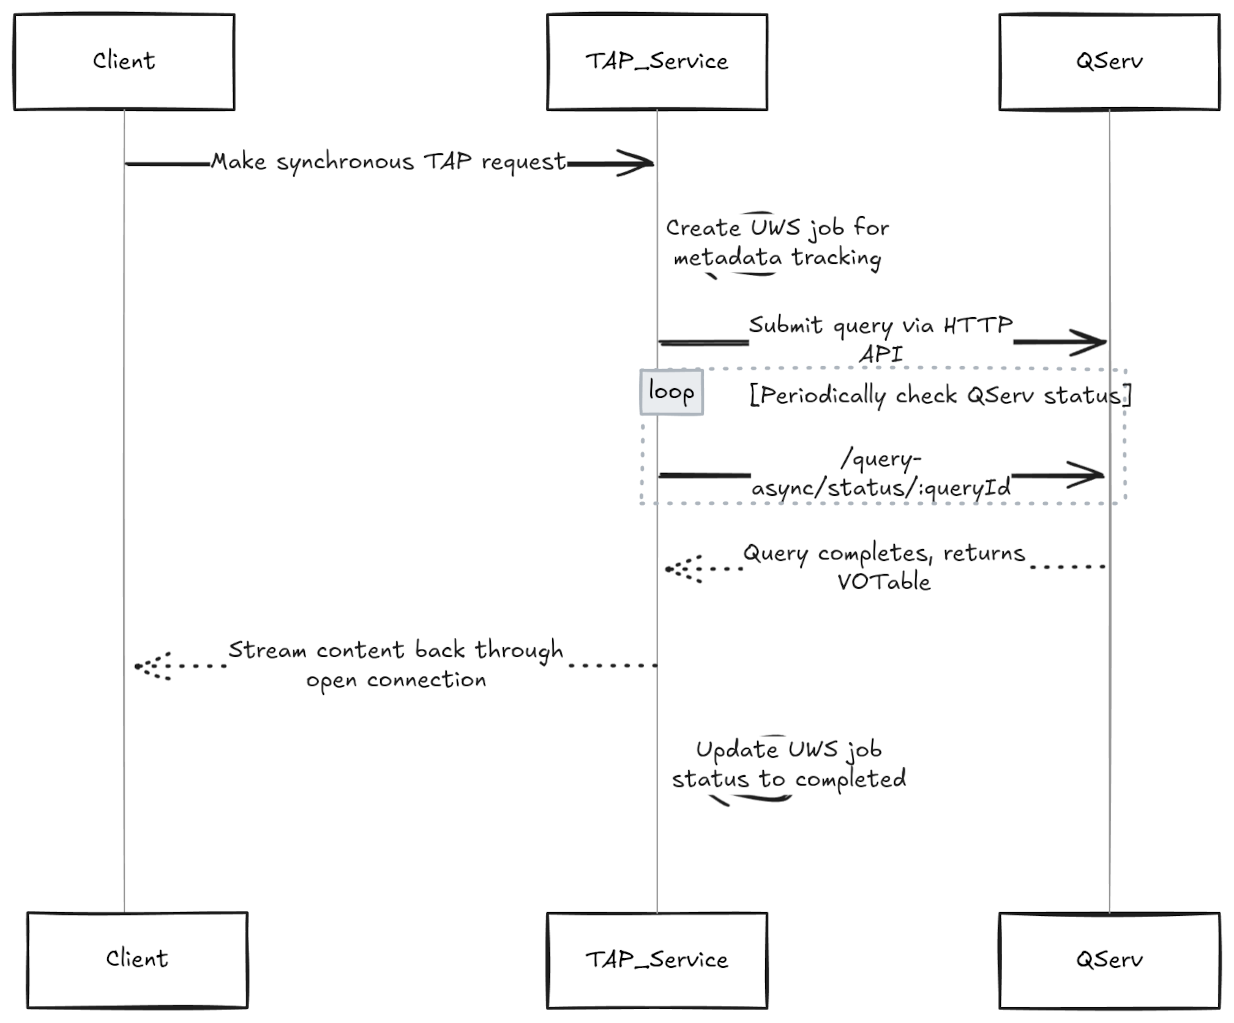 Client
TAP_Service
QServ
Make synchronous TAP request
Create UWS job for
metadata tracking
Submit query via HTTP
API
loop
[Periodically check QServ status]
/query-
async/status/:queryId
Query completes, returns
VOTable
Stream content back through
open connection
Update UWS job
status to completed
Client
TAP_Service
QServ